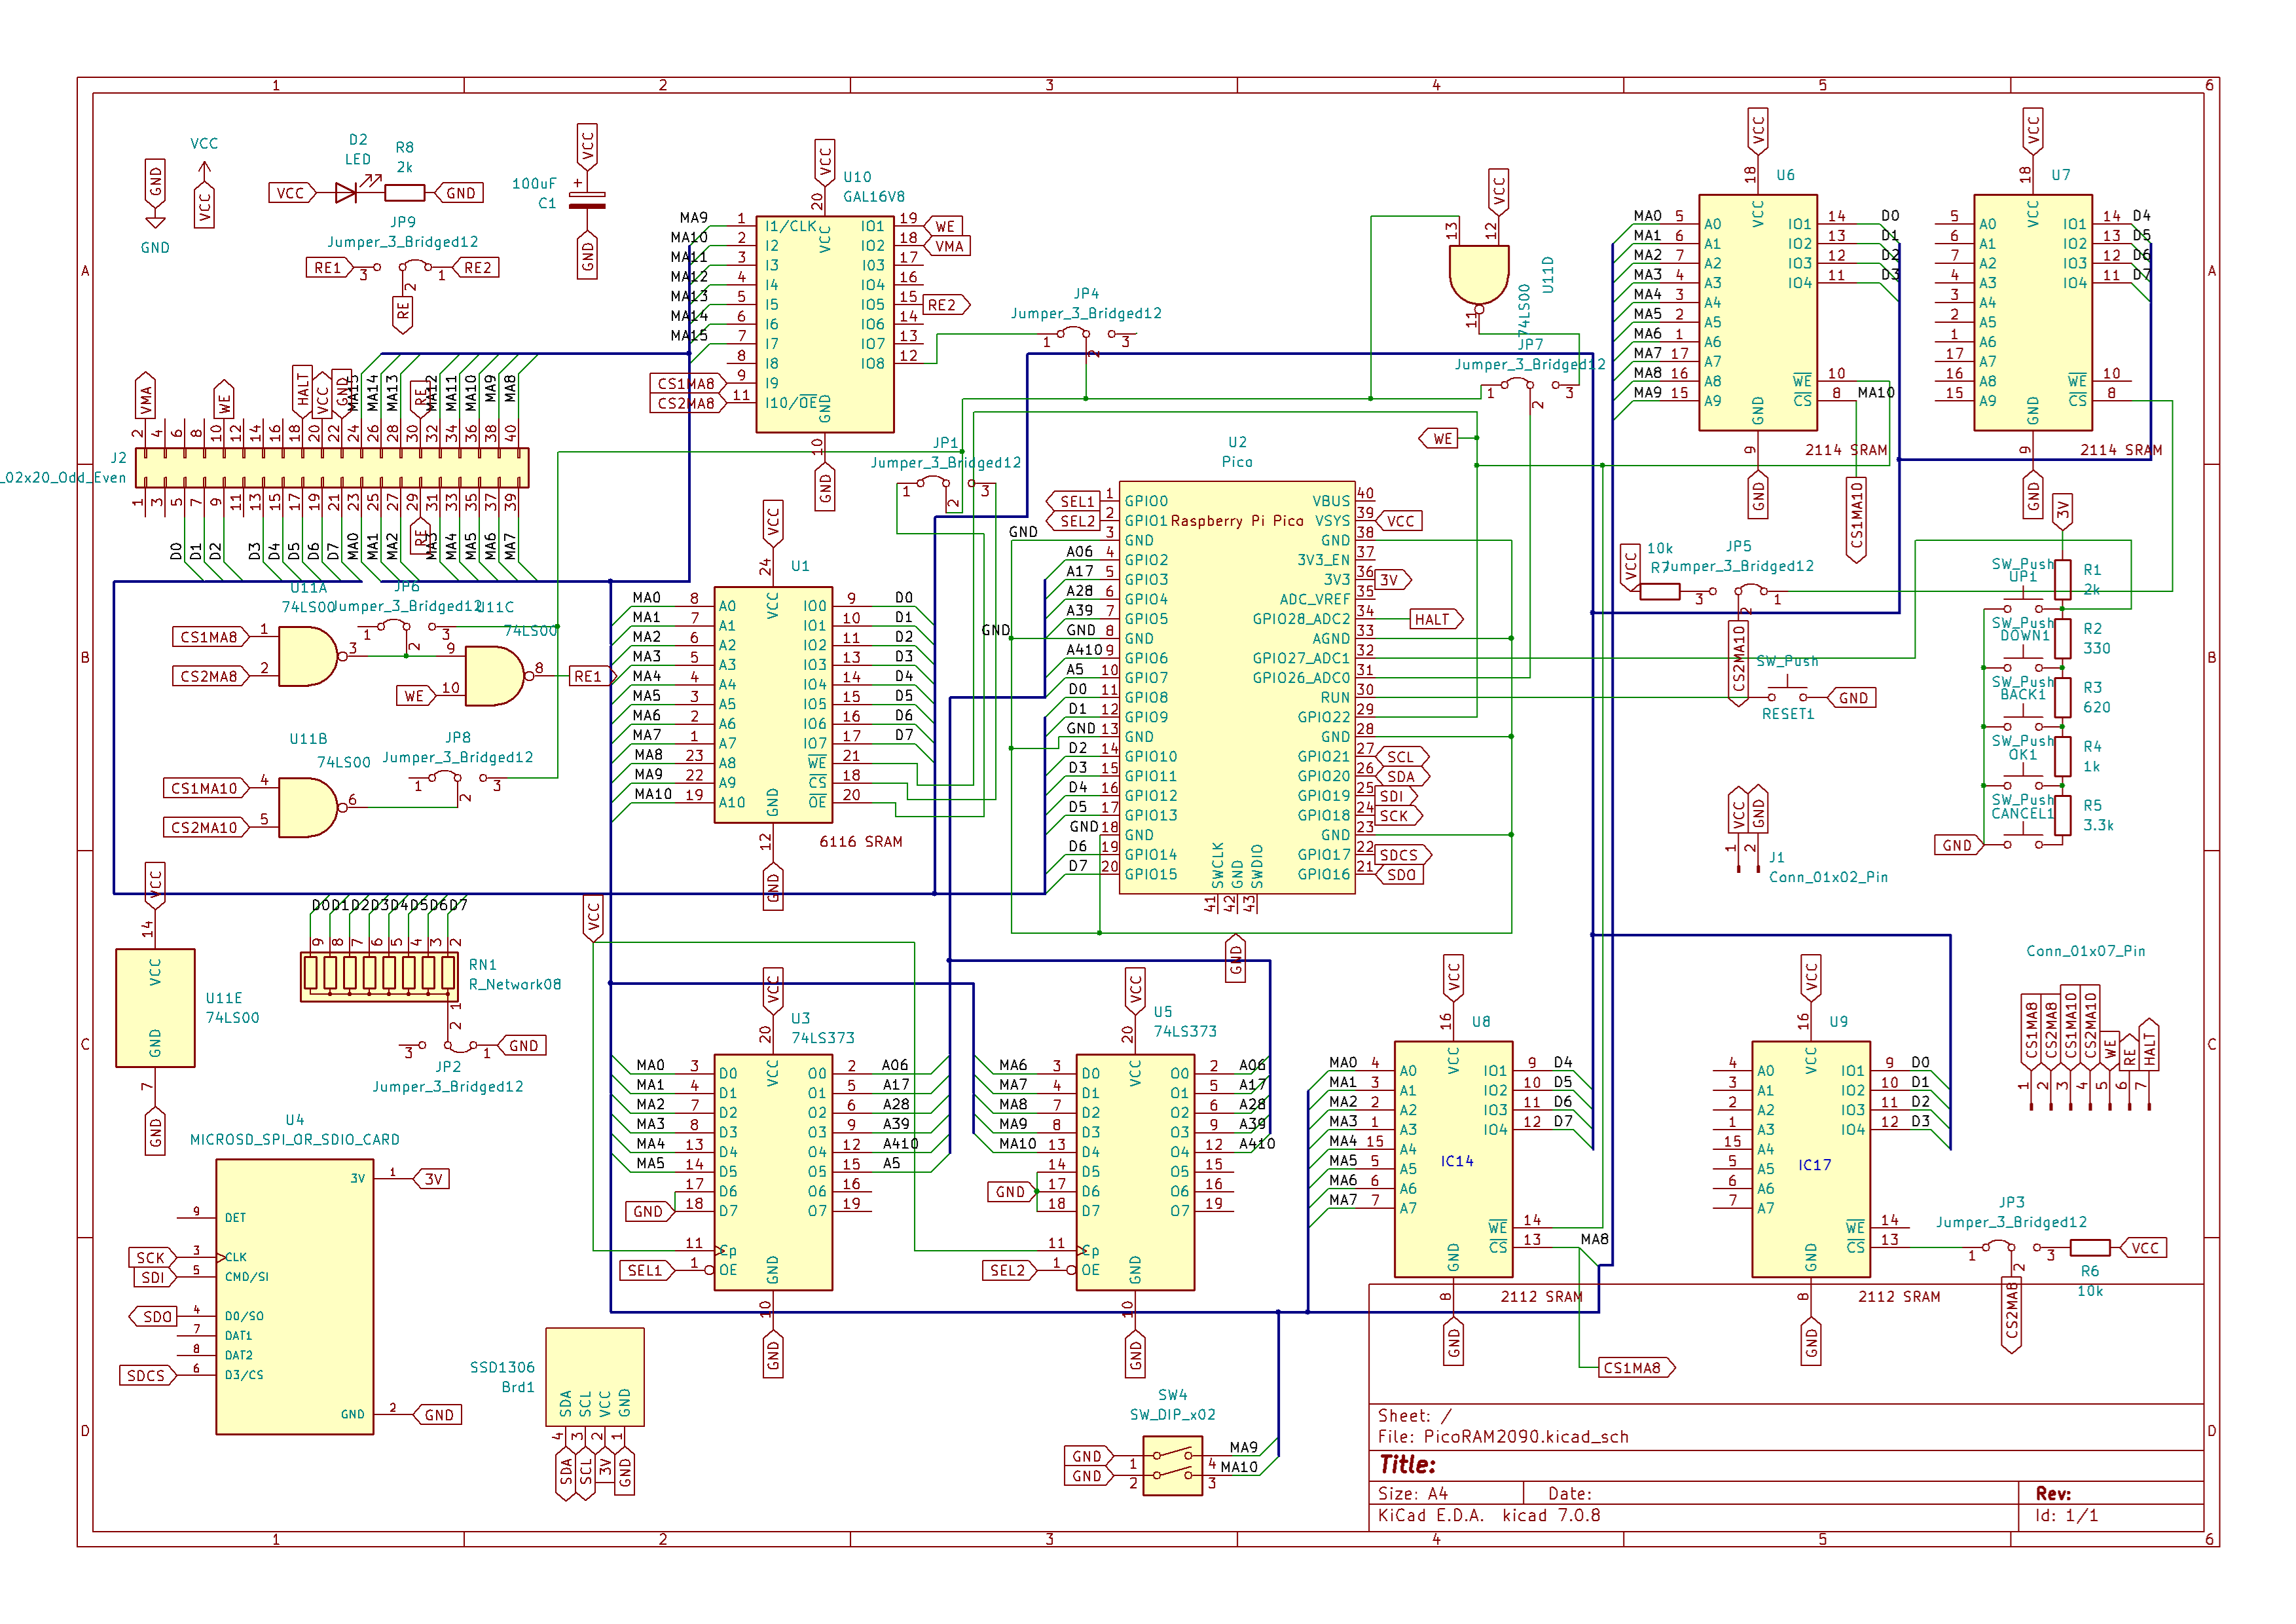 1 2 3 4 5 6
A
B
C
D
GND
GND
VCC
VCC
D2
LED
VCC
R8
2k
GND
JP9
Jumper_3_Bridged12
RE1
3
2
1
RE2
RE
100uF
C1
VCC
GND
VCC
U10
GAL16V8
MA9 1 I1/CLK IO1 19 WE
MA10 2 I2 IO2 18 VMA
MA11 3 I3 I03 17
MA12 4 I4 IO4 16
MA13 5 I5 IO5 15 RE2
MA14 6 I6 IO6 14
MA15 7 I7 IO7 13
8 I8 IO8 12
CS1MA8 9 I9
CS2MA8 11 I10/OE
VCC 20
GND 10
GND
JP4
Jumper_3_Bridged12
1 2 3
VCC
13 12
11
U11D
74LS00
JP7
Jumper_3_Bridged12
1 2 3
WE
VCC
18
U6
MA0 5 A0 IO1 14 D0
MA1 6 A1 IO2 13 D1
MA2 7 A2 IO3 12 D2
MA3 4 A3 IO4 11 D3
MA4 3 A4
MA5 2 A5
MA6 1 A6
MA7 17 A7
MA8 16 A8 WE 10
MA9 15 A9 CS 8 MA10
VCC
GND
9
2114 SRAM
GND
CS1MA10
VCC
18
U7
5 A0 IO1 14 D4
6 A1 IO2 13 D5
7 A2 IO3 12 D6
4 A3 IO4 11 D7
3 A4
2 A5
1 A6
17 A7
16 A8 WE 10
15 A9 CS 8
VCC
GND
9
2114 SRAM
GND
VMA WE HALT VCC GND MA15 MA14 MA13 RE MA12 MA11 MA10 MA9 MA8
2 4 6 8 10 12 14 16 18 20 22 24 26 28 30 32 34 36 38 40
J2
_02x20_Odd_Even
1 3 5 7 9 11 13 15 17 19 21 23 25 27 29 31 33 35 37 39
D0 D1 D2 D3 D4 D5 D6 D7 MA0 MA1 MA2 RE MA3 MA4 MA5 MA6 MA7
JP1
Jumper_3_Bridged12
1 2 3
U11A
74LS00
CS1MA8 1
CS2MA8 2
3
JP6
Jumper_3_Bridged12
1 2 3
U11C
74LS00
9
WE 10
8
RE1
U11B
74LS00
CS1MA10 4
CS2MA10 5
6
JP8
Jumper_3_Bridged12
1 2 3
VCC
24
U1
MA0 8 A0 IO0 9 D0
MA1 7 A1 IO1 10 D1
MA2 6 A2 IO2 11 D2
MA3 5 A3 IO3 13 D3
MA4 4 A4 IO4 14 D4
MA5 3 A5 IO5 15 D5
MA6 2 A6 IO6 16 D6
MA7 1 A7 IO7 17 D7
MA8 23 A8 WE 21
MA9 22 A9 CS 18
MA10 19 A10 OE 20
VCC
GND
12
6116 SRAM
GND
U2
Pico
Raspberry Pi Pico
SEL1 1 GPIO0 VBUS 40
SEL2 2 GPIO1 VSYS 39 VCC
GND 3 GND GND 38
A06 4 GPIO2 3V3_EN 37
A17 5 GPIO3 3V3 36 3V
A28 6 GPIO4 ADC_VREF 35
A39 7 GPIO5 GPIO28_ADC2 34 HALT
GND GND 8 GND AGND 33
A410 9 GPIO6 GPIO27_ADC1 32
A5 10 GPIO7 GPIO26_ADC0 31
D0 11 GPIO8 RUN 30
D1 12 GPIO9 GPIO22 29
GND 13 GND GND 28
D2 14 GPIO10 GPIO21 27 SCL
D3 15 GPIO11 GPIO20 26 SDA
D4 16 GPIO12 GPIO19 25 SDI
D5 17 GPIO13 GPIO18 24 SCK
GND 18 GND GND 23
D6 19 GPIO14 GPIO17 22 SDCS
D7 20 GPIO15 GPIO16 21 SDO
SWCLK GND SWDIO
41 42 43
GND
VCC
10k
R7
JP5
Jumper_3_Bridged12
3 2 1
CS2MA10
SW_Push
RESET1
GND
3V
SW_Push
UP1
R1
2k
SW_Push
DOWN1
R2
330
SW_Push
BACK1
R3
620
SW_Push
OK1
R4
1k
SW_Push
CANCEL1
R5
3.3k
GND
VCC GND
1 2
J1
Conn_01x02_Pin
VCC
14
VCC
GND
U11E
74LS00
7
GND
D0 D1 D2 D3 D4 D5 D6 D7
9 8 7 6 5 4 3 2
RN1
R_Network08
1
2
3
1
GND
JP2
Jumper_3_Bridged12
VCC
VCC
20
U3
74LS373
MA0 3 D0 O0 2 A06
MA1 4 D1 O1 5 A17
MA2 7 D2 O2 6 A28
MA3 8 D3 O3 9 A39
MA4 13 D4 O4 12 A410
MA5 14 D5 O5 15 A5
17 D6 O6 16
GND 18 D7 O7 19
11 Cp
SEL1 1 OE
VCC
GND
10
GND
VCC
20
U5
74LS373
MA6 3 D0 O0 2 A06
MA7 4 D1 O1 5 A17
MA8 7 D2 O2 6 A28
MA9 8 D3 O3 9 A39
MA10 13 D4 O4 12 A410
14 D5 O5 15
GND 17 D6 O6 16
18 D7 O7 19
11 Cp
SEL2 1 OE
VCC
GND
10
GND
VCC
16
U8
MA0 4 A0 IO1 9 D4
MA1 3 A1 IO2 10 D5
MA2 2 A2 IO3 11 D6
MA3 1 A3 IO4 12 D7
MA4 15 A4
MA5 5 A5
MA6 6 A6
MA7 7 A7
IC14
WE 14
CS 13 MA8
VCC
GND
8
2112 SRAM
GND
CS1MA8
VCC
16
U9
4 A0 IO1 9 D0
3 A1 IO2 10 D1
2 A2 IO3 11 D2
1 A3 IO4 12 D3
15 A4
5 A5
6 A6
7 A7
IC17
WE 14
CS 13
VCC
GND
8
2112 SRAM
GND
Conn_01x07_Pin
CS1MA8 CS2MA8 CS1MA10 CS2MA10 WE RE HALT
1 2 3 4 5 6 7
JP3
Jumper_3_Bridged12
1 2 3
VCC
R6
10k
CS2MA8
U4
MICROSD_SPI_OR_SDIO_CARD
3V 1 3V
9 DET
SCK 3 CLK
SDI 5 CMD/SI
SDO 4 D0/SO
7 DAT1
8 DAT2
SDCS 6 D3/CS
GND 2 GND
SSD1306
Brd1
SDA SCL VCC GND
4 3 2 1
SDA SCL 3V GND
SW4
SW_DIP_x02
GND 1 4 MA9
GND 2 3 MA10
Sheet: /
File: PicoRAM2090.kicad_sch
Title:
Size: A4 Date: Rev:
KiCad E.D.A. kicad 7.0.8 Id: 1/1
1 2 3 4 5 6
A
B
C
D